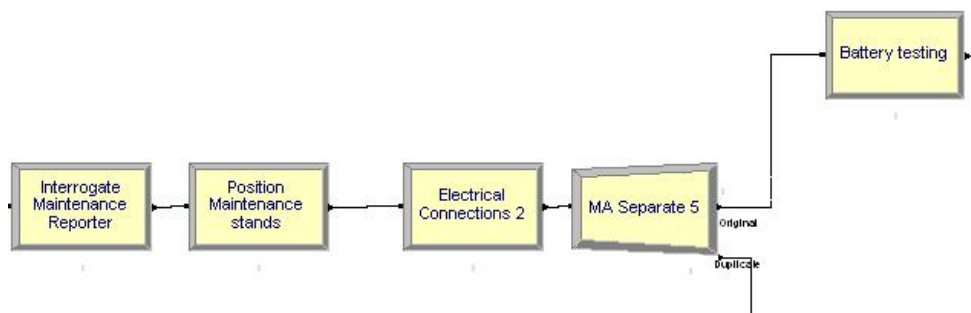 Battery testing
Interrogate
Maintenance
Reporter
Position
Maintenance
stands
Electrical
Connections 2
MA Separate 5
Original
Duplicate